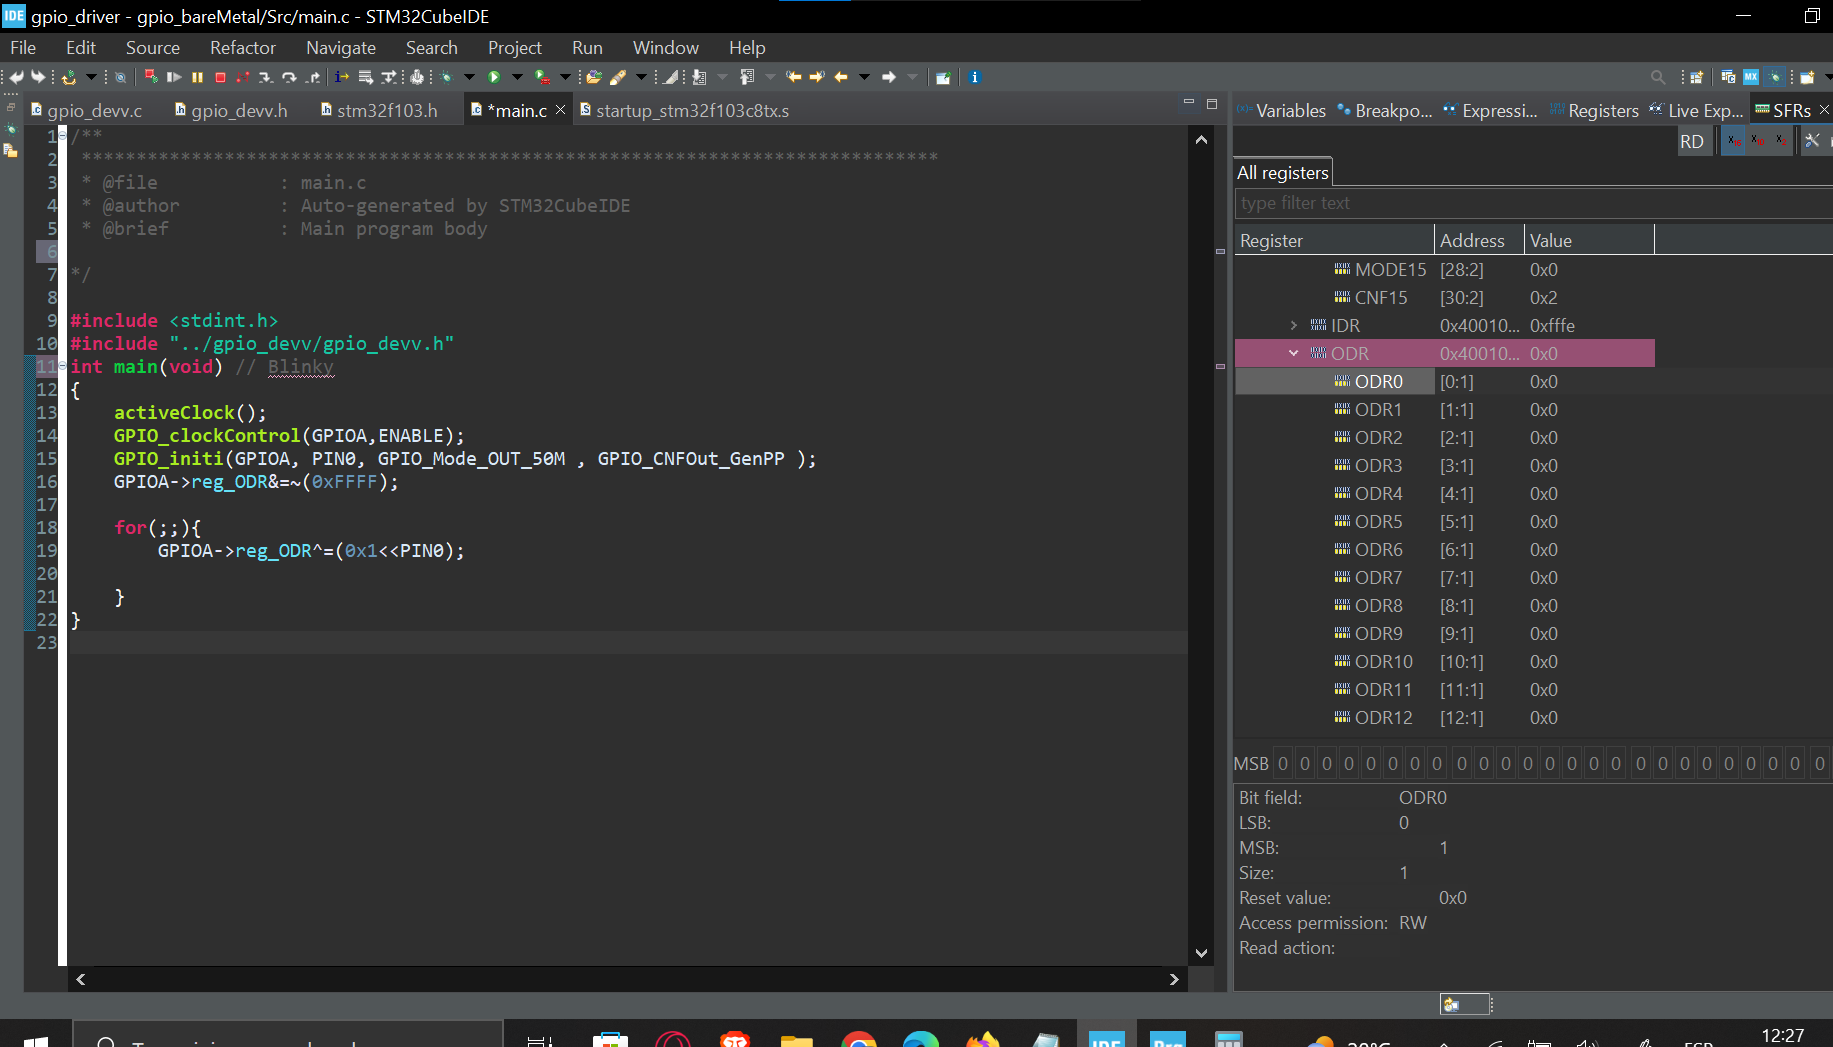 IDE gpio_driver - gpio_bareMetal/Src/main.c - STM32CubeIDE
File Edit Source Refactor Navigate Search Project Run Window Help
gpio_devv.c gpio_devv.h stm32f103.h *main.c startup_stm32f103c8tx.s
1 /**
2 ******************************************************************************
3 * @file : main.c
4 * @author : Auto-generated by STM32CubeIDE
5 * @brief : Main program body
6
7 */
8
9 #include <stdint.h>
10 #include "../gpio_devv/gpio_devv.h"
11 int main(void) // Blinky
12 {
13 activeClock();
14 GPIO_clockControl(GPIOA,ENABLE);
15 GPIO_initi(GPIOA, PIN0, GPIO_Mode_OUT_50M , GPIO_CNFOut_GenPP );
16 GPIOA->reg_ODR&=~(0xFFFF);
17
18 for(;;){
19 GPIOA->reg_ODR^=(0x1<<PIN0);
20
21 }
22 }
23
Variables Breakpo... Expressi... Registers Live Exp... SFRs
RD
All registers
type filter text
Register Address Value
MODE15 [28:2] 0x0
CNF15 [30:2] 0x2
IDR 0x40010... 0xfffe
ODR 0x40010... 0x0
ODR0 [0:1] 0x0
ODR1 [1:1] 0x0
ODR2 [2:1] 0x0
ODR3 [3:1] 0x0
ODR4 [4:1] 0x0
ODR5 [5:1] 0x0
ODR6 [6:1] 0x0
ODR7 [7:1] 0x0
ODR8 [8:1] 0x0
ODR9 [9:1] 0x0
ODR10 [10:1] 0x0
ODR11 [11:1] 0x0
ODR12 [12:1] 0x0
MSB 0 0 0 0 0 0 0 0 0 0 0 0 0 0 0 0 0 0 0 0 0 0 0 0 0
Bit field: ODR0
LSB: 0
MSB: 1
Size: 1
Reset value: 0x0
Access permission: RW
Read action:
12:27